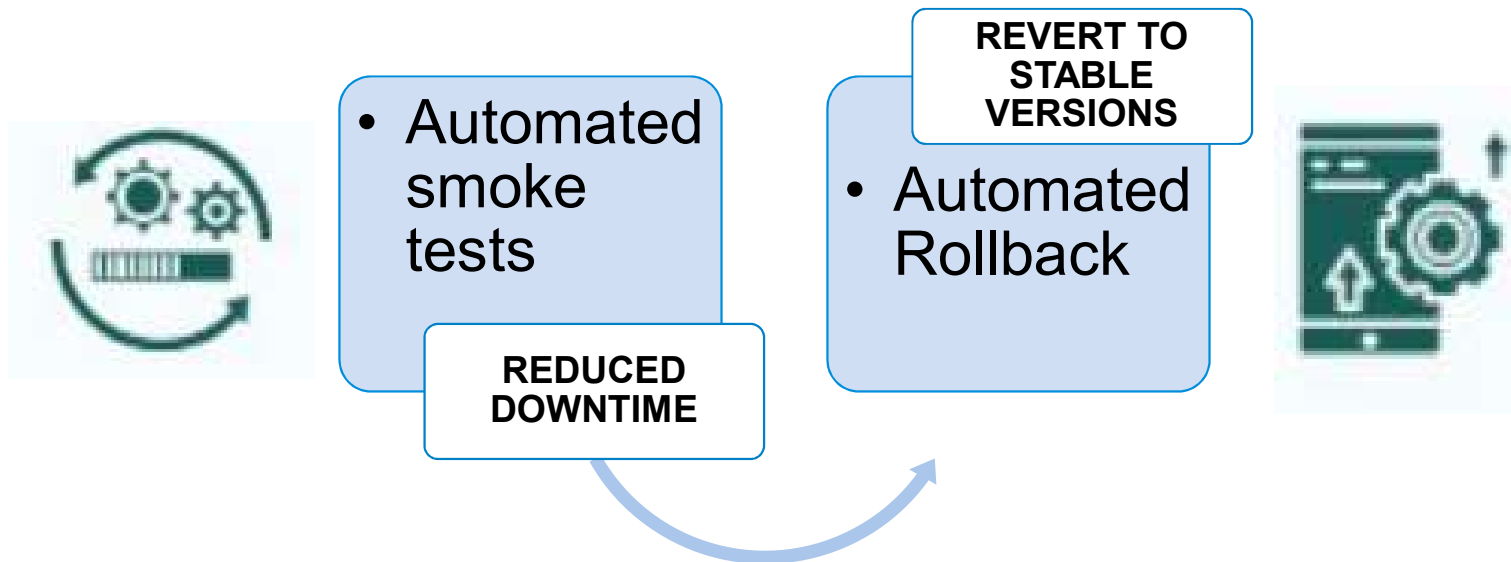 • Automated
smoke
tests
REDUCED
DOWNTIME
REVERT TO
STABLE
VERSIONS
• Automated
Rollback